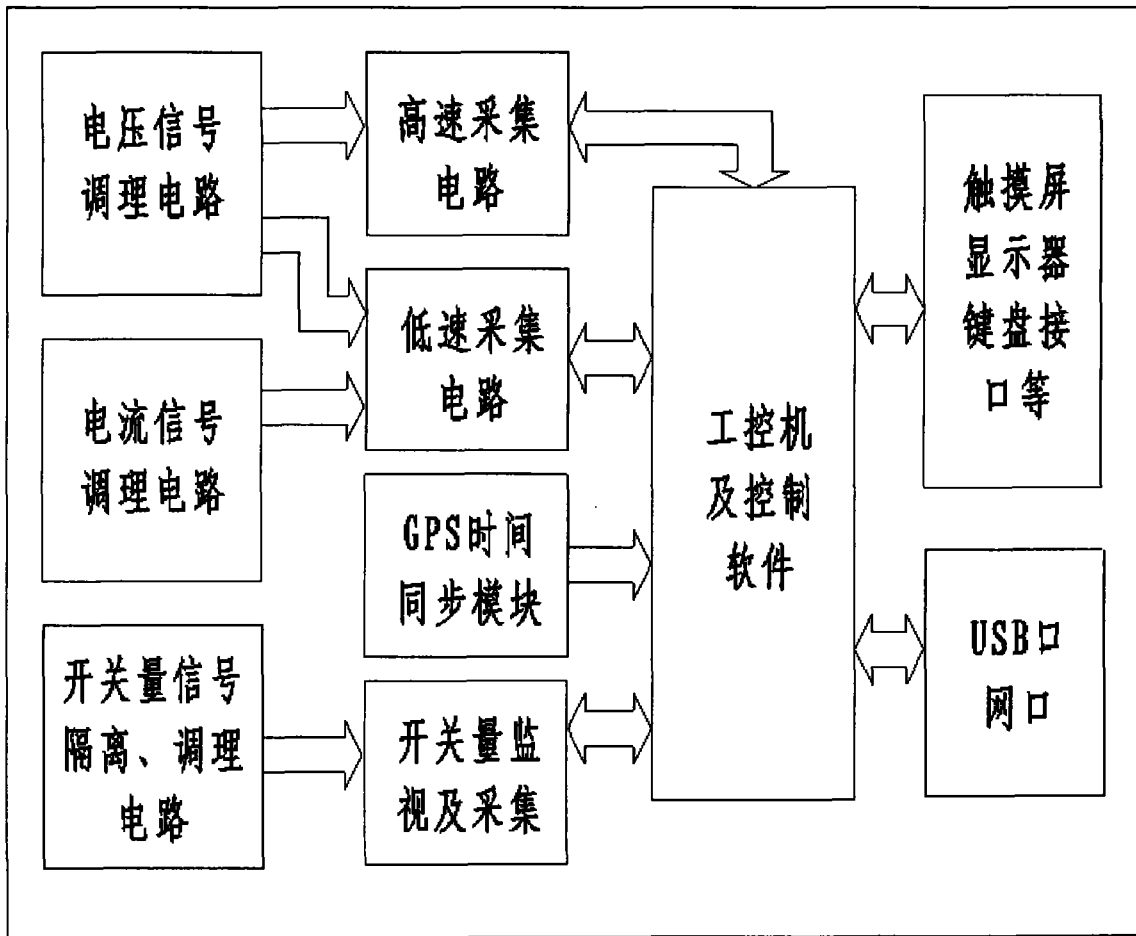 电压信号
调理电路
高速采集
电路
触摸屏
显示器
键盘接
口等
低速采集
电路
电流信号
调理电路
工控机
及控制
软件
GPS时间
同步模块
USB口
网口
开关量信号
隔离、调理
电路
开关量监
视及采集